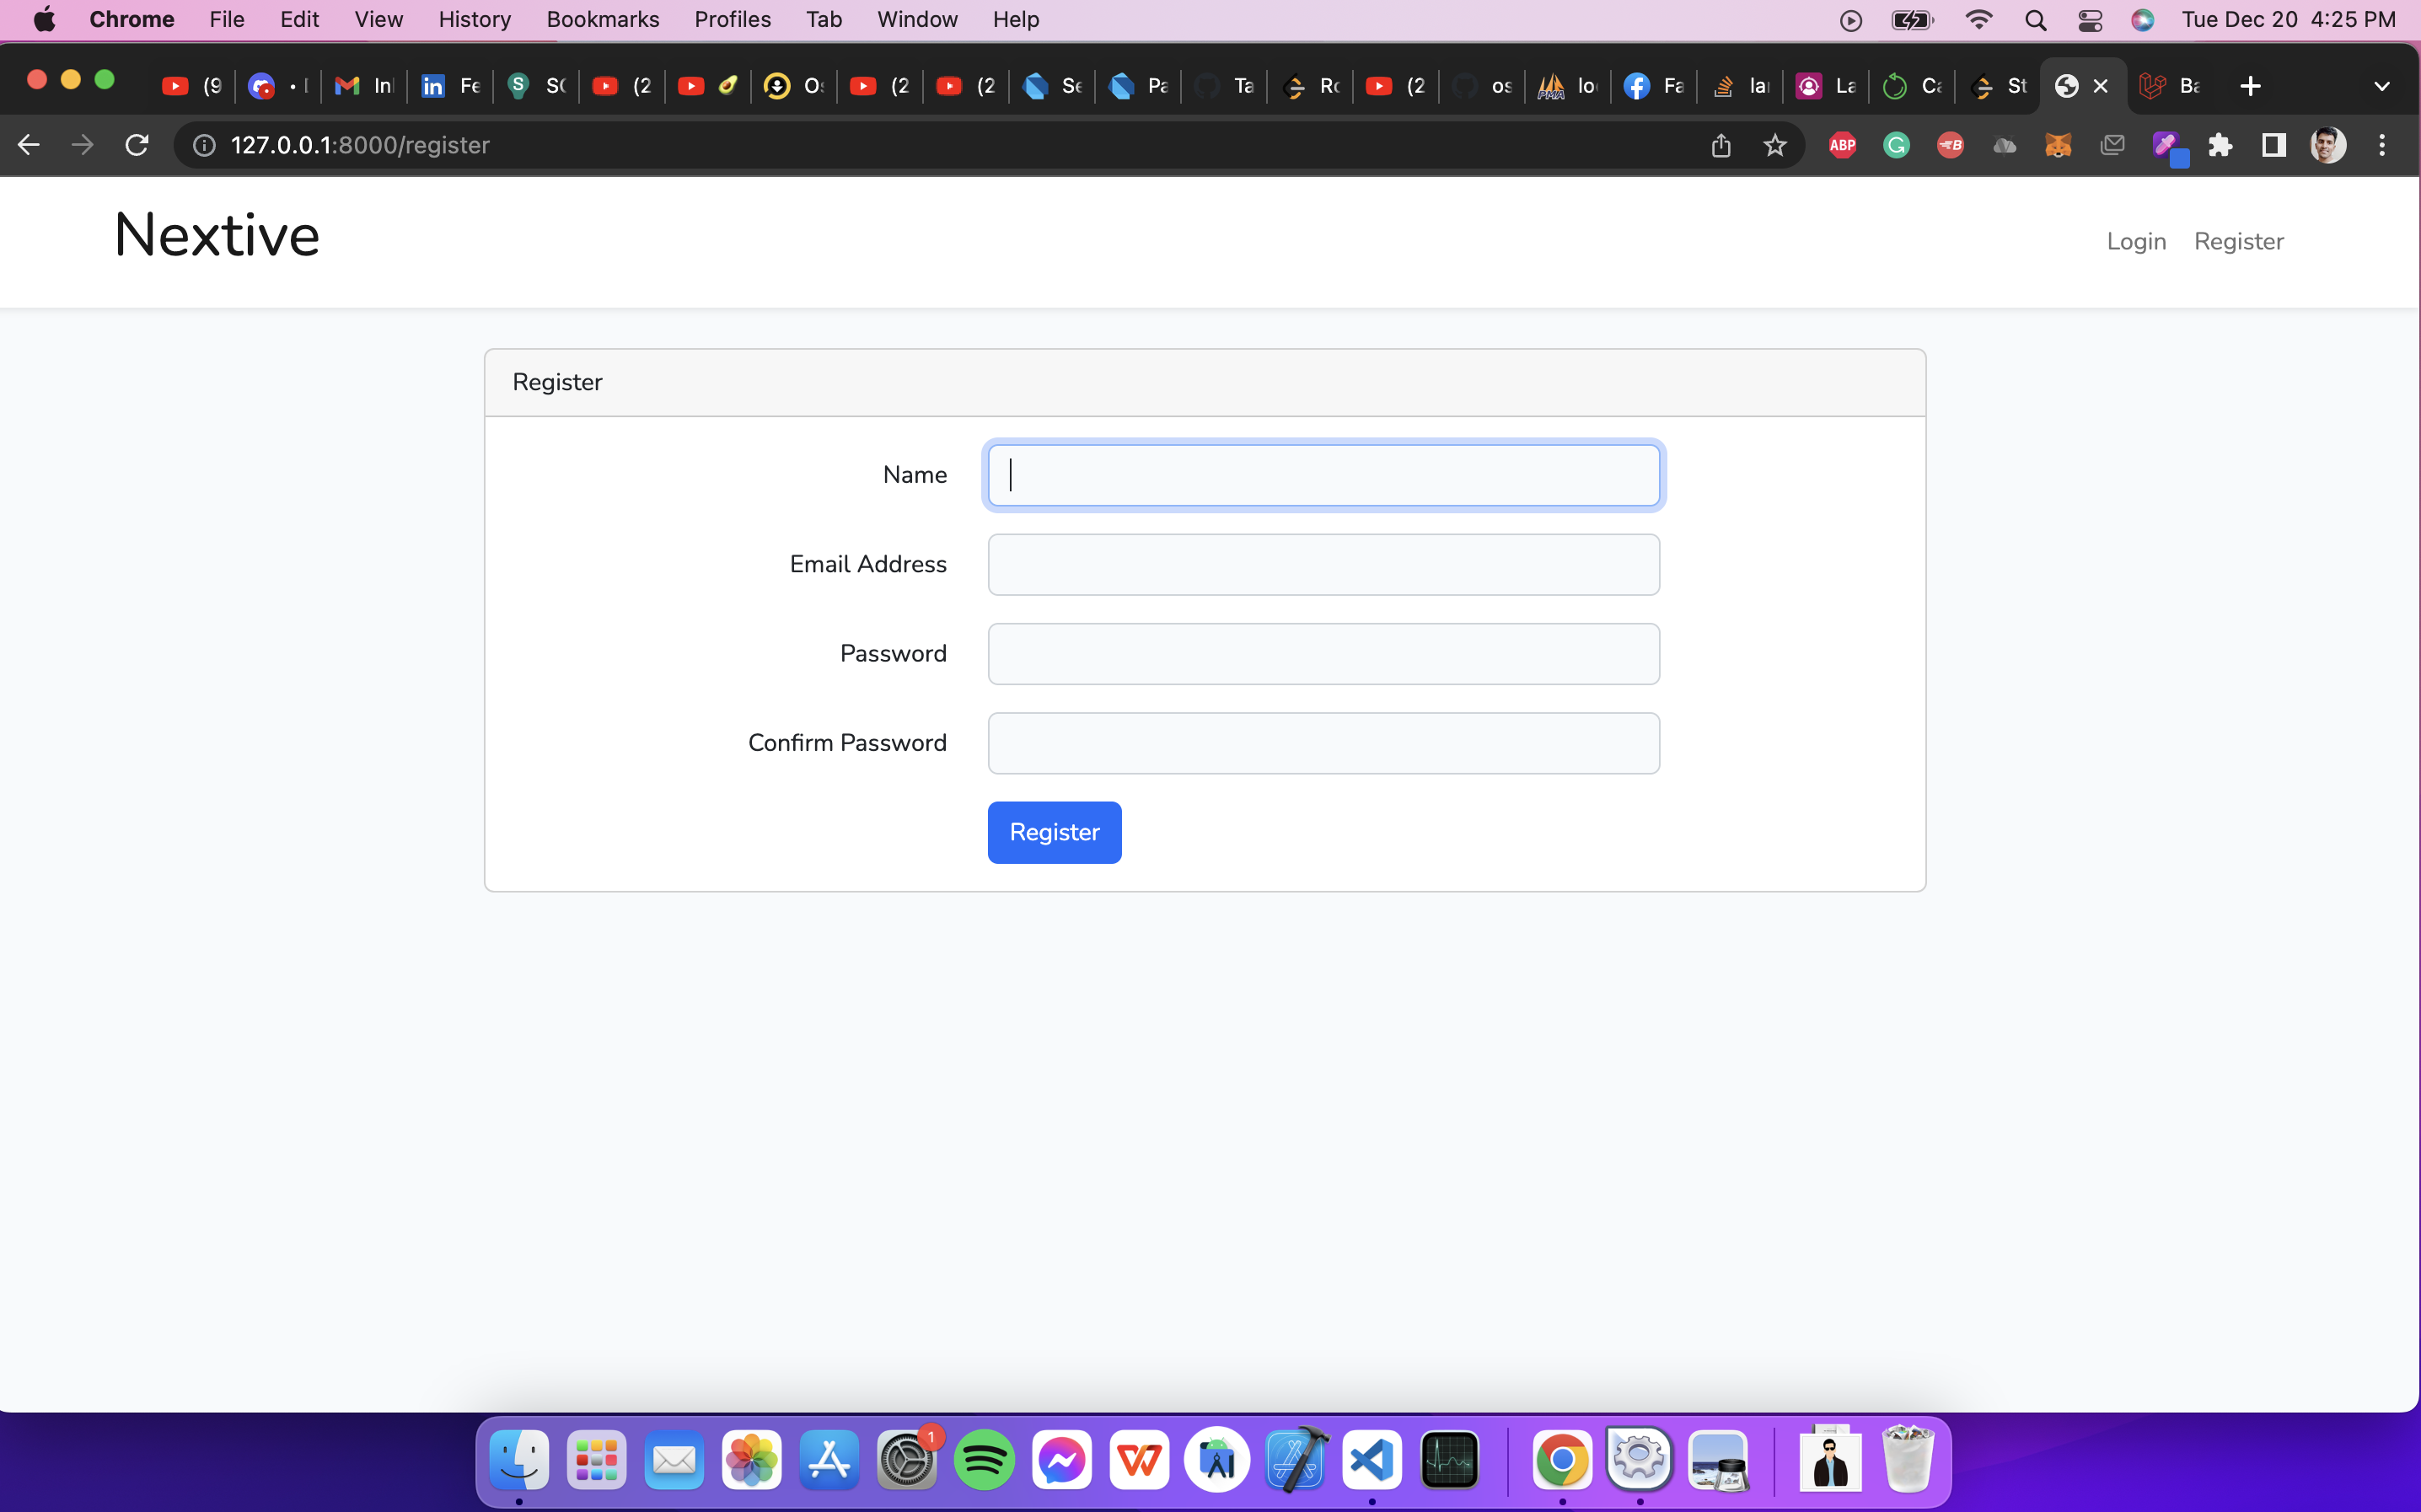 Chrome File Edit View History Bookmarks Profiles Tab Window Help Tue Dec 20 4:25 PM
(9 • In Fe SC (2 O (2 (2 Se Pa Ta Ro (2 os lo Fa la La Ca St Ba
127.0.0.1:8000/register ABP
Nextive
Login Register
Register
Name
Email Address
Password
Confirm Password
Register
1